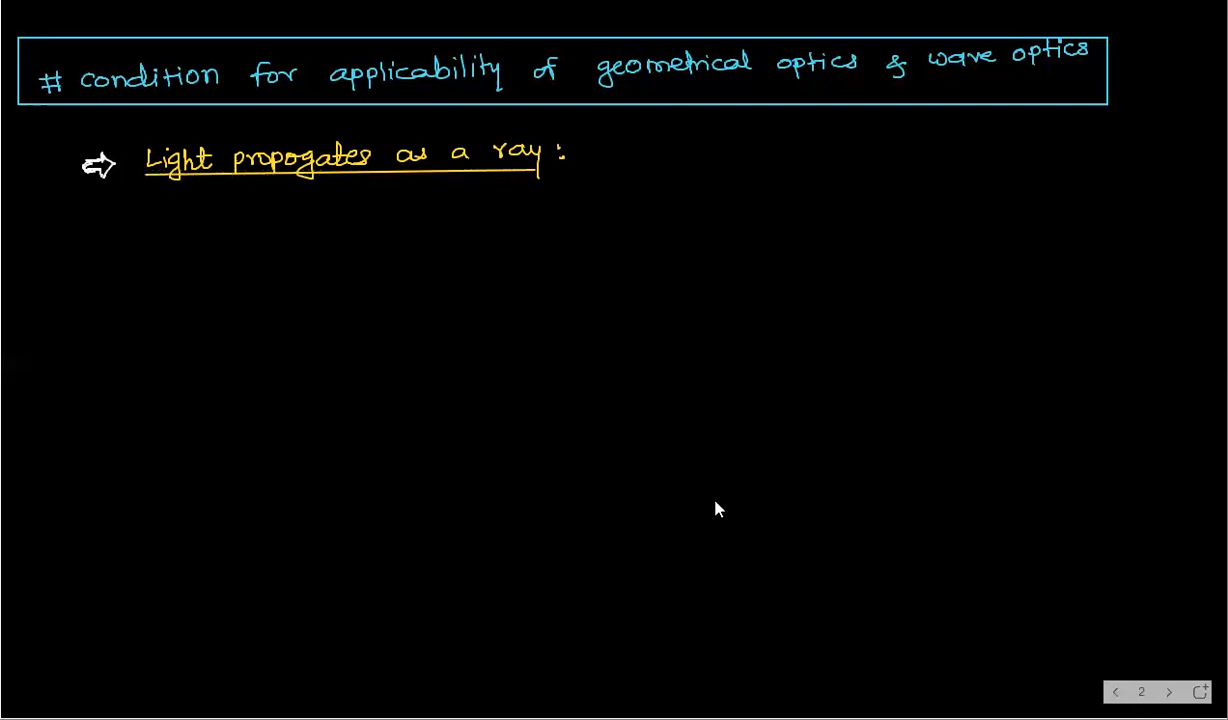 # condition for applicability of geometrical optics & wave optics
⇨ Light propogates as a ray :
2